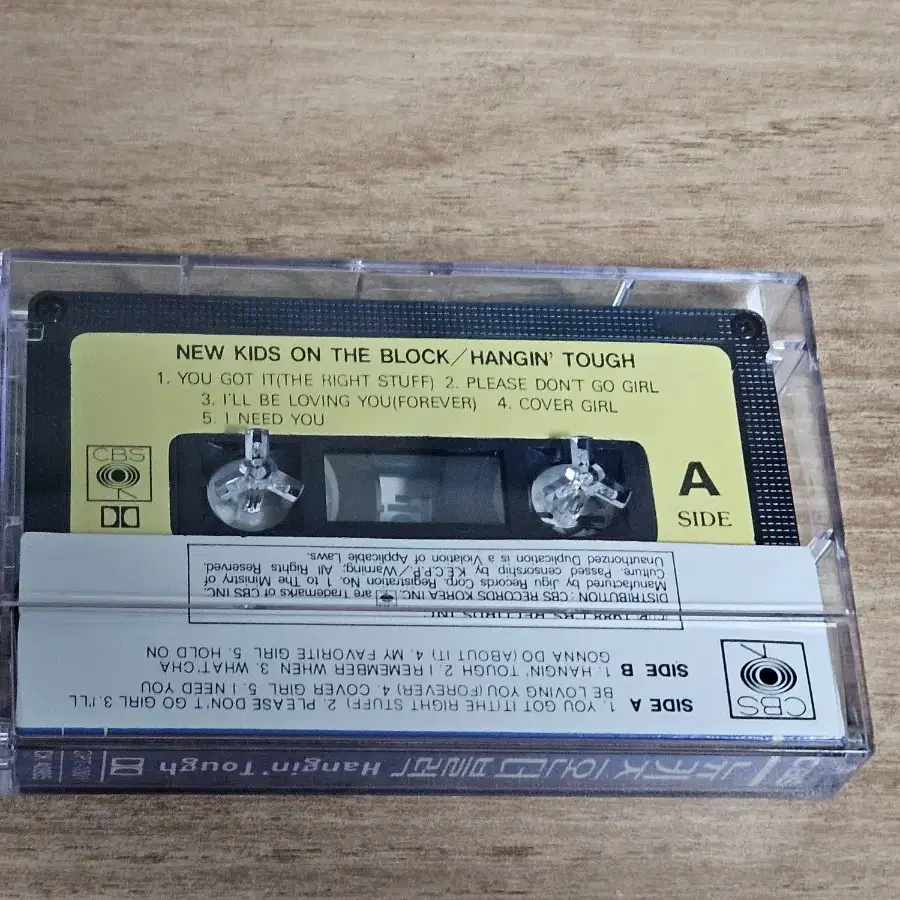 NEW KIDS ON THE BLOCK/HANGIN' TOUGH
1. YOU GOT IT(THE RIGHT STUFF) 2. PLEASE DON'T GO GIRL
3. I'LL BE LOVING YOU(FOREVER) 4. COVER GIRL
5. I NEED YOU
CBS
A
SIDE
SIDE A 1. YOU GOT IT(THE RIGHT STUFF) 2. PLEASE DON'T GO GIRL 3. I'LL
BE LOVING YOU(FOREVER) 4. COVER GIRL 5. I NEED YOU
SIDE B 1. HANGIN' TOUGH 2. I REMEMBER WHEN 3. WHAT'CHA
GONNA DO (ABOUT IT) 4. MY FAVORITE GIRL 5. HOLD ON
CBS
1988 CBS RECORDS INC.
DISTRIBUTION : CBS RECORDS KOREA INC. are Trademarks of CBS INC.
Manufactured by Jigu Records Corp. Registration No. 1 to The Ministry of
Culture. Passed by censorship K.E.C.P.P./Warning; All Rights Reserved.
Unauthorized Duplication is a Violation of Applicable Laws.
Hangin' Tough